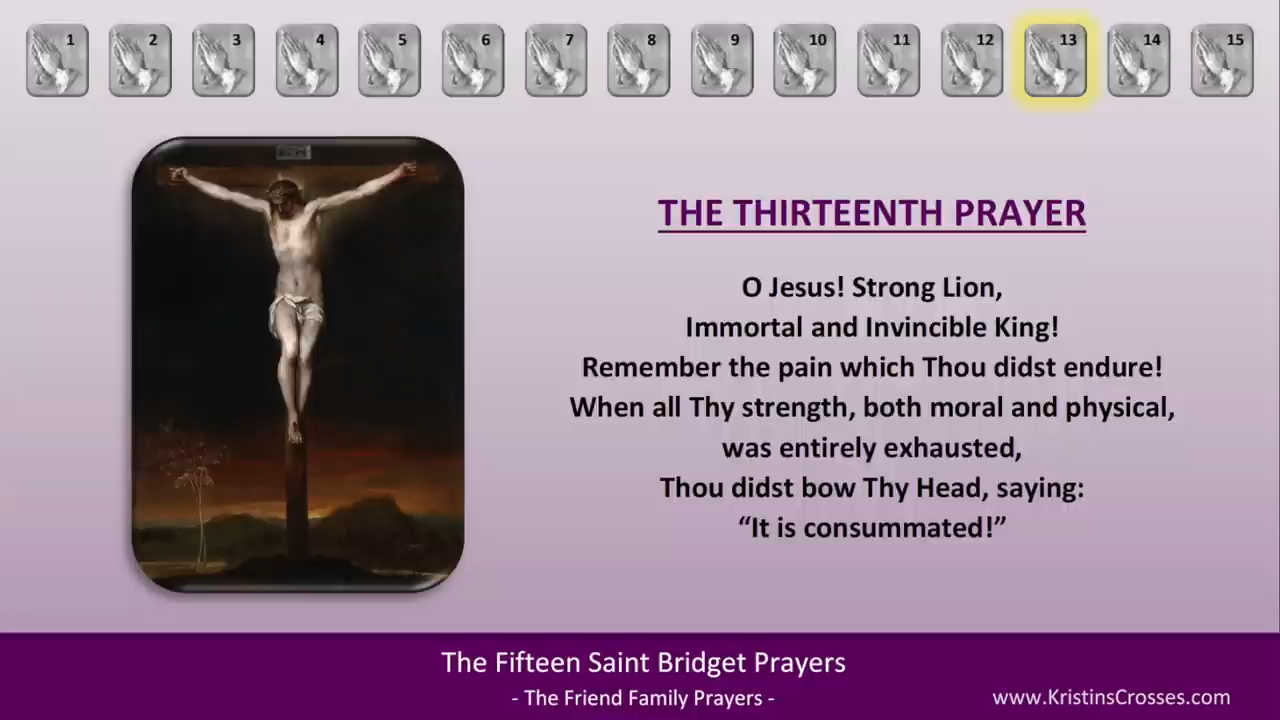 1 2 3 4 5 6 7 8 9 10 11 12 13 14 15
THE THIRTEENTH PRAYER
O Jesus! Strong Lion,
Immortal and Invincible King!
Remember the pain which Thou didst endure!
When all Thy strength, both moral and physical,
was entirely exhausted,
Thou didst bow Thy Head, saying:
“It is consummated!”
The Fifteen Saint Bridget Prayers
- The Friend Family Prayers -
www.KristinsCrosses.com